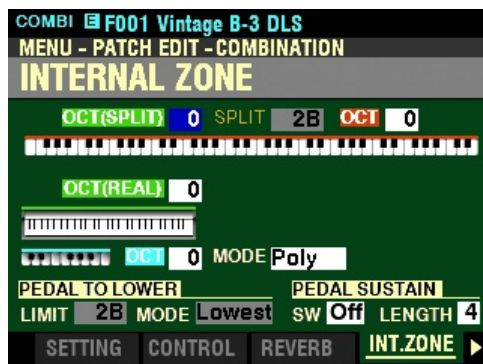 COMBI E F001 Vintage B-3 DLS
MENU - PATCH EDIT - COMBINATION
INTERNAL ZONE
OCT(SPLIT) 0 SPLIT 2B OCT 0
OCT(REAL) 0
OCT 0 MODE Poly
PEDAL TO LOWER PEDAL SUSTAIN
LIMIT 2B MODE Lowest SW Off LENGTH 4
SETTING CONTROL REVERB INT.ZONE